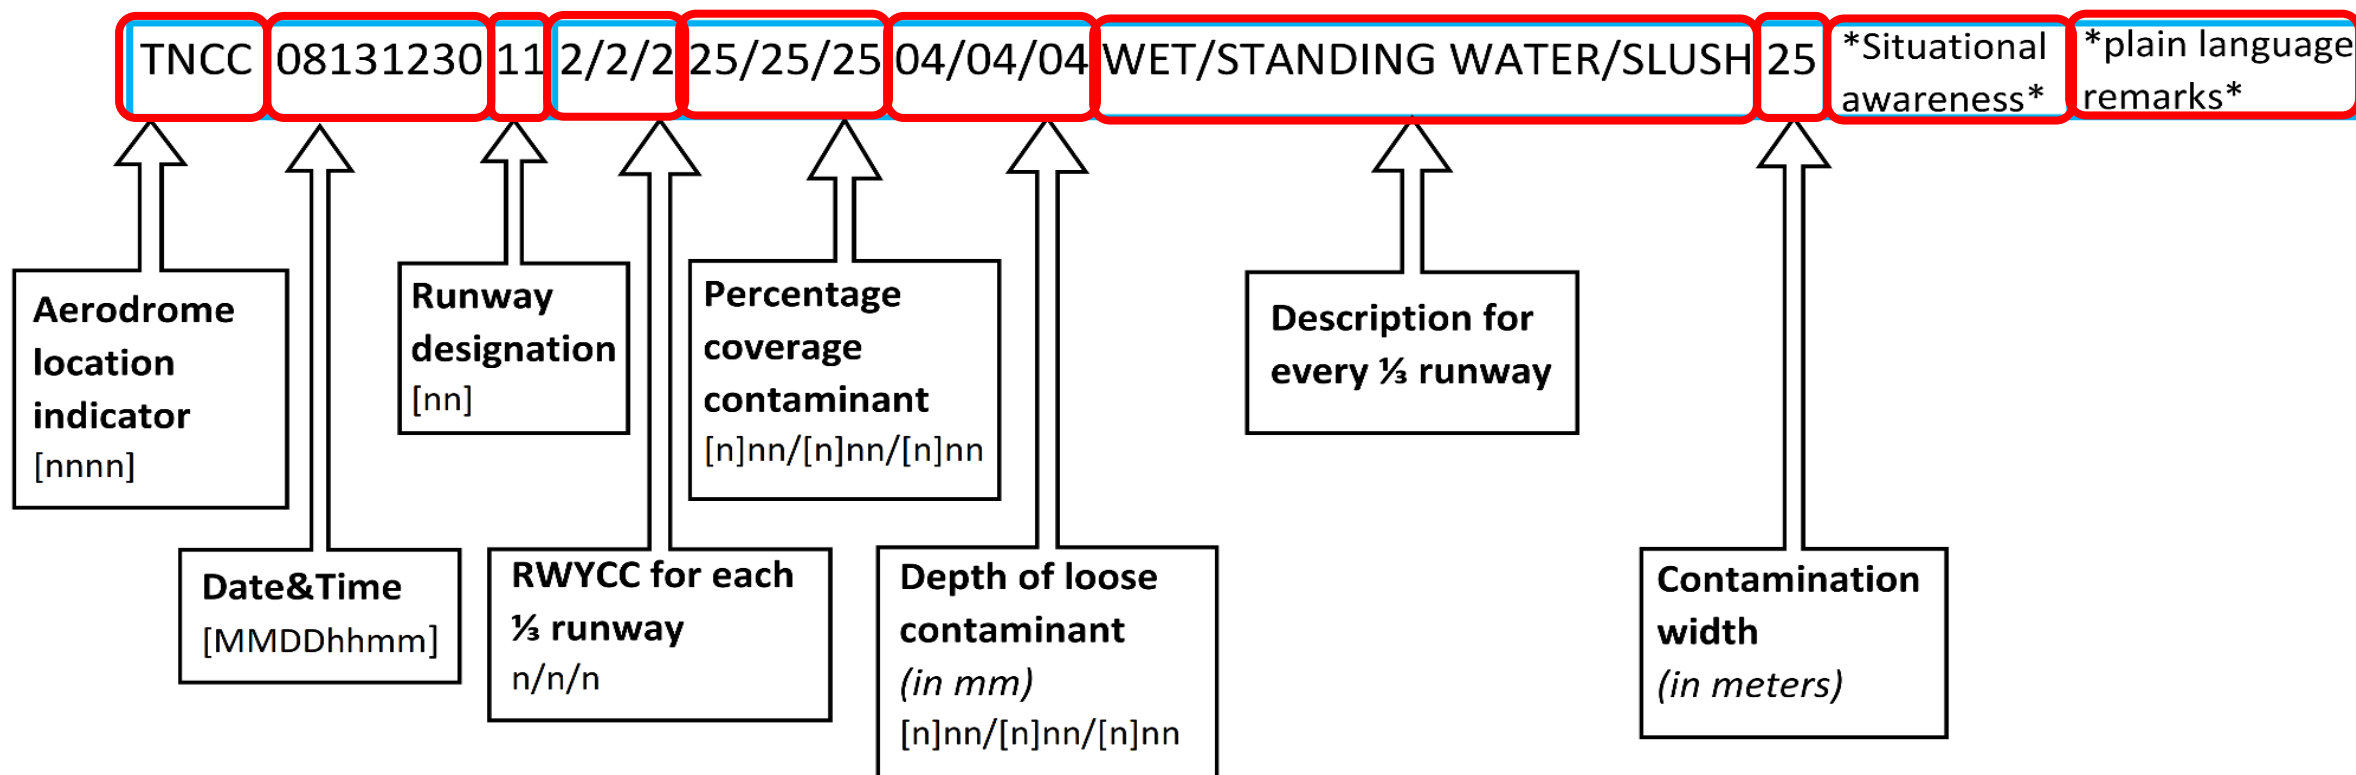 TNCC 08131230 11 2/2/2 25/25/25 04/04/04 WET/STANDING WATER/SLUSH 25
*Situational
awareness*
*plain language
remarks*
Aerodrome
location
indicator
[nnnn]
Date&Time
[MMDDhhmm]
Runway
designation
[nn]
RWYCC for each
⅓ runway
n/n/n
Percentage
coverage
contaminant
[n]nn/[n]nn/[n]nn
Depth of loose
contaminant
(in mm)
[n]nn/[n]nn/[n]nn
Description for
every ⅓ runway
Contamination
width
(in meters)